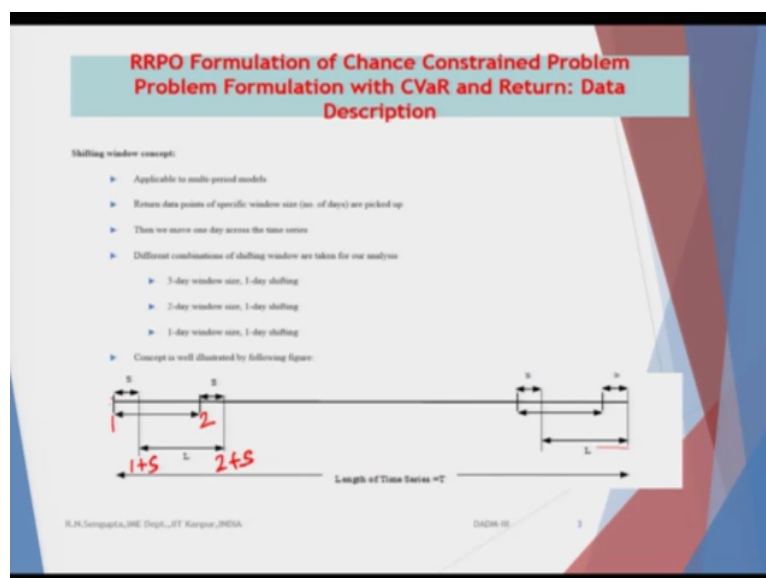 RRPO Formulation of Chance Constrained Problem
Problem Formulation with CVaR and Return: Data
Description
Shifting window concept:
Applicable to multi-period models
Return data points of specific window size (no. of days) are picked up
Then we move one day across the time series
Different combinations of shifting window are taken for our analysis
3-day window size, 1-day shifting
2-day window size, 1-day shifting
1-day window size, 1-day shifting
Concept is well illustrated by following figure:
S S
1 2
L L
1+S 2+S
Length of Time Series =T
R.N.Sengupta,IME Dept.,IIT Kanpur,INDIA DADM-III 3